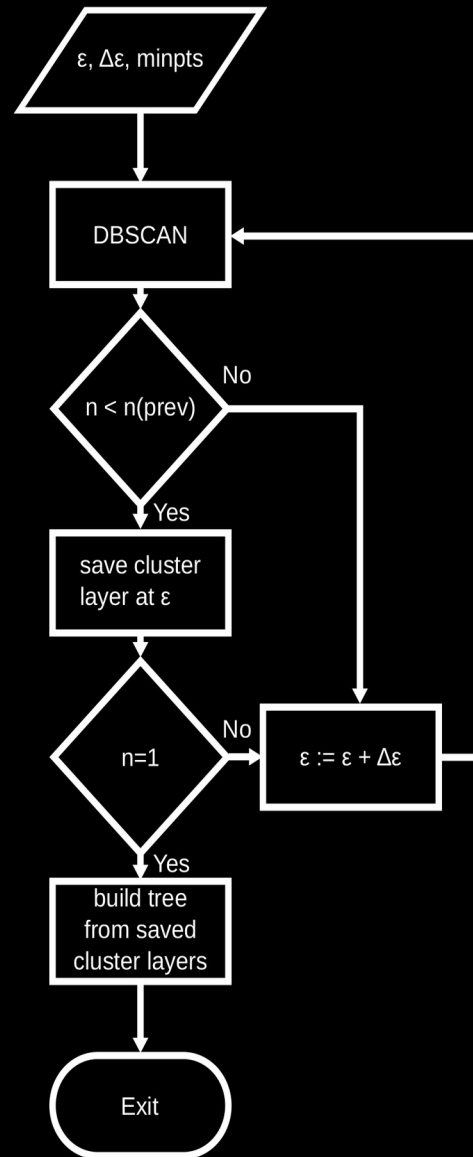 ε, Δε, minpts
DBSCAN
No
n < n(prev)
Yes
save cluster
layer at ε
No
n=1
ε := ε + Δε
Yes
build tree
from saved
cluster layers
Exit